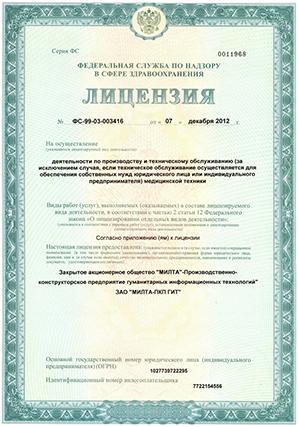 Серия ФС
0011968
ФЕДЕРАЛЬНАЯ СЛУЖБА ПО НАДЗОРУ
В СФЕРЕ ЗДРАВООХРАНЕНИЯ
ЛИЦЕНЗИЯ
№ ФС-99-03-003416 от « 07 » декабря 2012 г.
На осуществление
(указывается лицензируемый вид деятельности)
деятельности по производству и техническому обслуживанию (за
исключением случая, если техническое обслуживание осуществляется для
обеспечения собственных нужд юридического лица или индивидуального
предпринимателя) медицинской техники
Виды работ (услуг), выполняемых (оказываемых) в составе лицензируемого
вида деятельности, в соответствии с частью 2 статьи 12 Федерального
закона «О лицензировании отдельных видов деятельности»:
Согласно приложению (ям) к лицензии
Настоящая лицензия предоставлена
Закрытое акционерное общество "МИЛТА"-Производственно-
конструкторское предприятие гуманитарных информационных технологий"
ЗАО "МИЛТА-ПКП ГИТ"
Основной государственный номер юридического лица (индивидуального
предпринимателя) (ОГРН)
1027739722295
Идентификационный номер налогоплательщика
7722154556